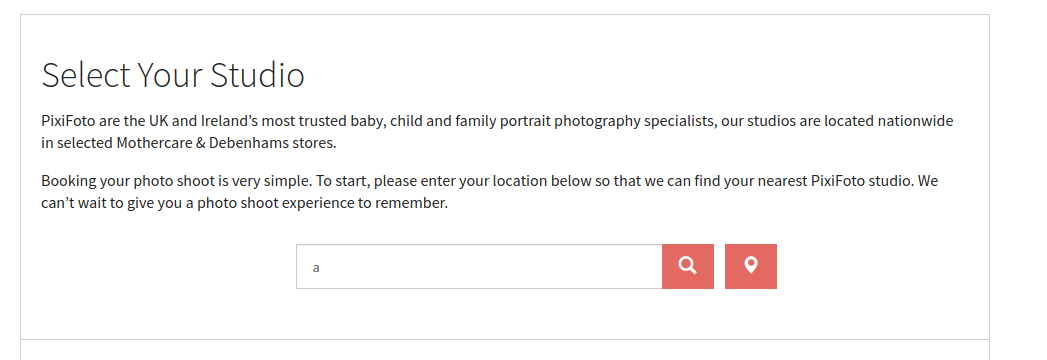 Select Your Studio
PixiFoto are the UK and Ireland’s most trusted baby, child and family portrait photography specialists, our studios are located nationwide
in selected Mothercare & Debenhams stores.
Booking your photo shoot is very simple. To start, please enter your location below so that we can find your nearest PixiFoto studio. We
can’t wait to give you a photo shoot experience to remember.
a